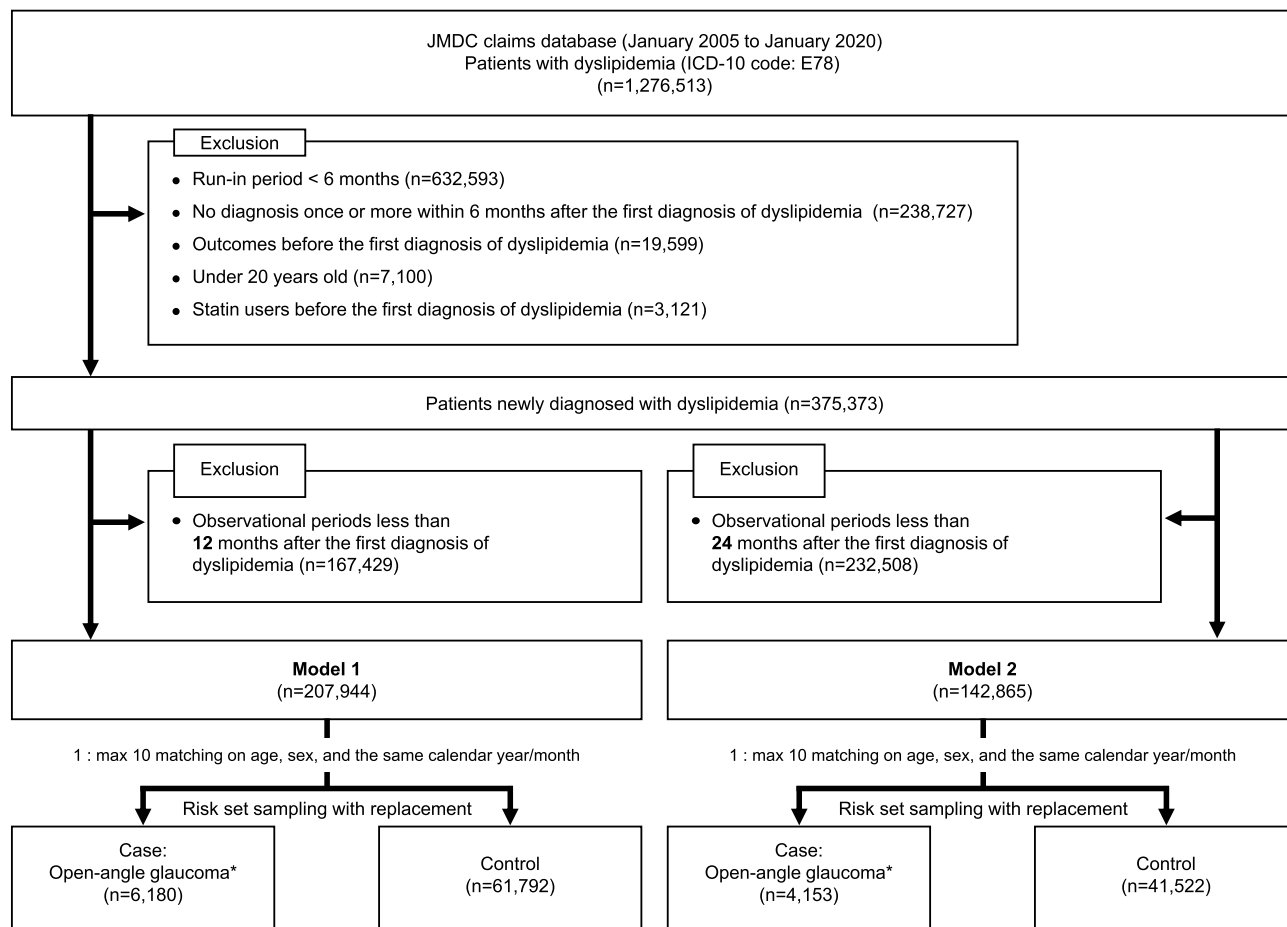 JMDC claims database (January 2005 to January 2020)
Patients with dyslipidemia (ICD-10 code: E78)
(n=1,276,513)
Exclusion
• Run-in period < 6 months (n=632,593)
• No diagnosis once or more within 6 months after the first diagnosis of dyslipidemia (n=238,727)
• Outcomes before the first diagnosis of dyslipidemia (n=19,599)
• Under 20 years old (n=7,100)
• Statin users before the first diagnosis of dyslipidemia (n=3,121)
Patients newly diagnosed with dyslipidemia (n=375,373)
Exclusion
• Observational periods less than
12 months after the first diagnosis of
dyslipidemia (n=167,429)
Exclusion
• Observational periods less than
24 months after the first diagnosis of
dyslipidemia (n=232,508)
Model 1
(n=207,944)
Model 2
(n=142,865)
1 : max 10 matching on age, sex, and the same calendar year/month
1 : max 10 matching on age, sex, and the same calendar year/month
Risk set sampling with replacement
Risk set sampling with replacement
Case:
Open-angle glaucoma*
(n=6,180)
Control
(n=61,792)
Case:
Open-angle glaucoma*
(n=4,153)
Control
(n=41,522)